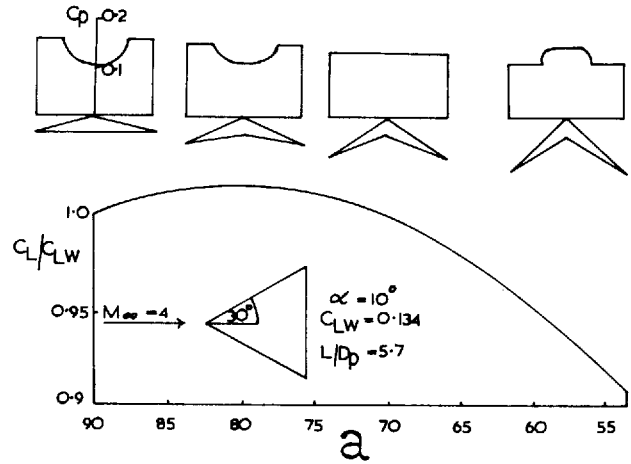 Cp
0.2
0.1
1.0
CL/CLW
0.95
M∞ = 4
30°
α = 10°
CLW = 0.134
L/Dp = 5.7
0.9
90 85 80 75 70 65 60 55
a